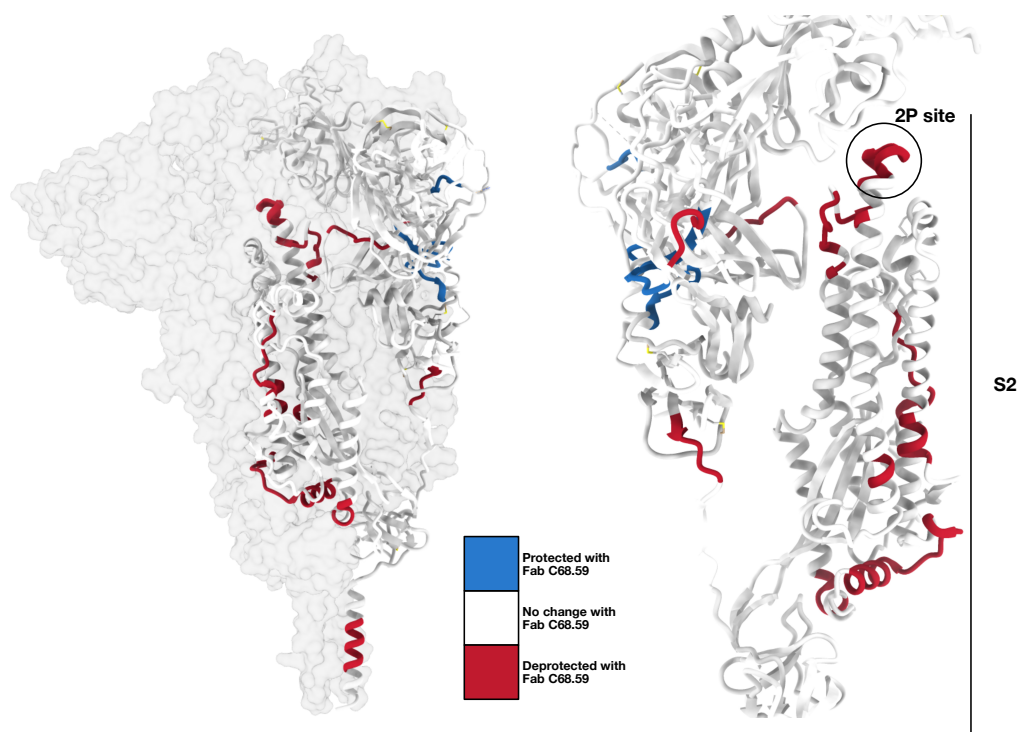 2P site
S2
Protected with
Fab C68.59
No change with
Fab C68.59
Deprotected with
Fab C68.59